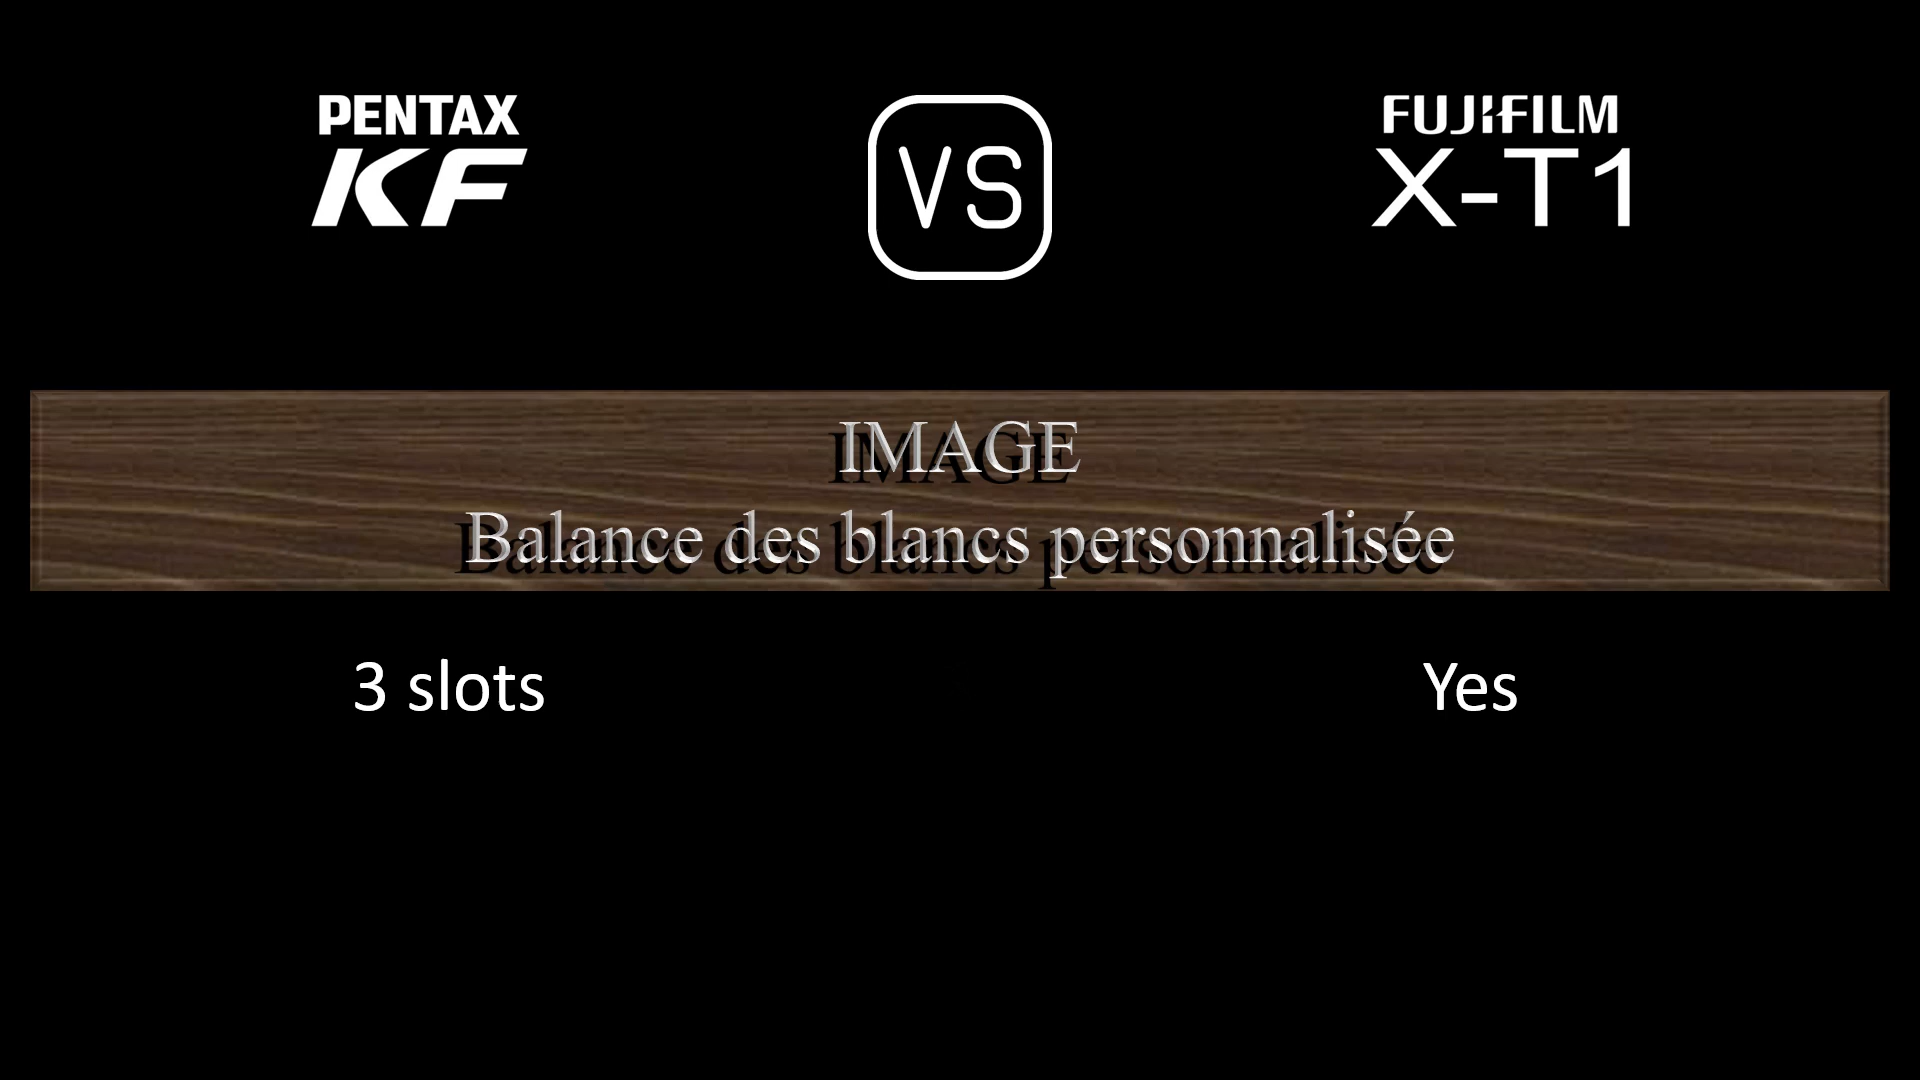 PENTAX
KF
VS
FUJIFILM
X-T1
IMAGE
Balance des blancs personnalisée
3 slots
Yes